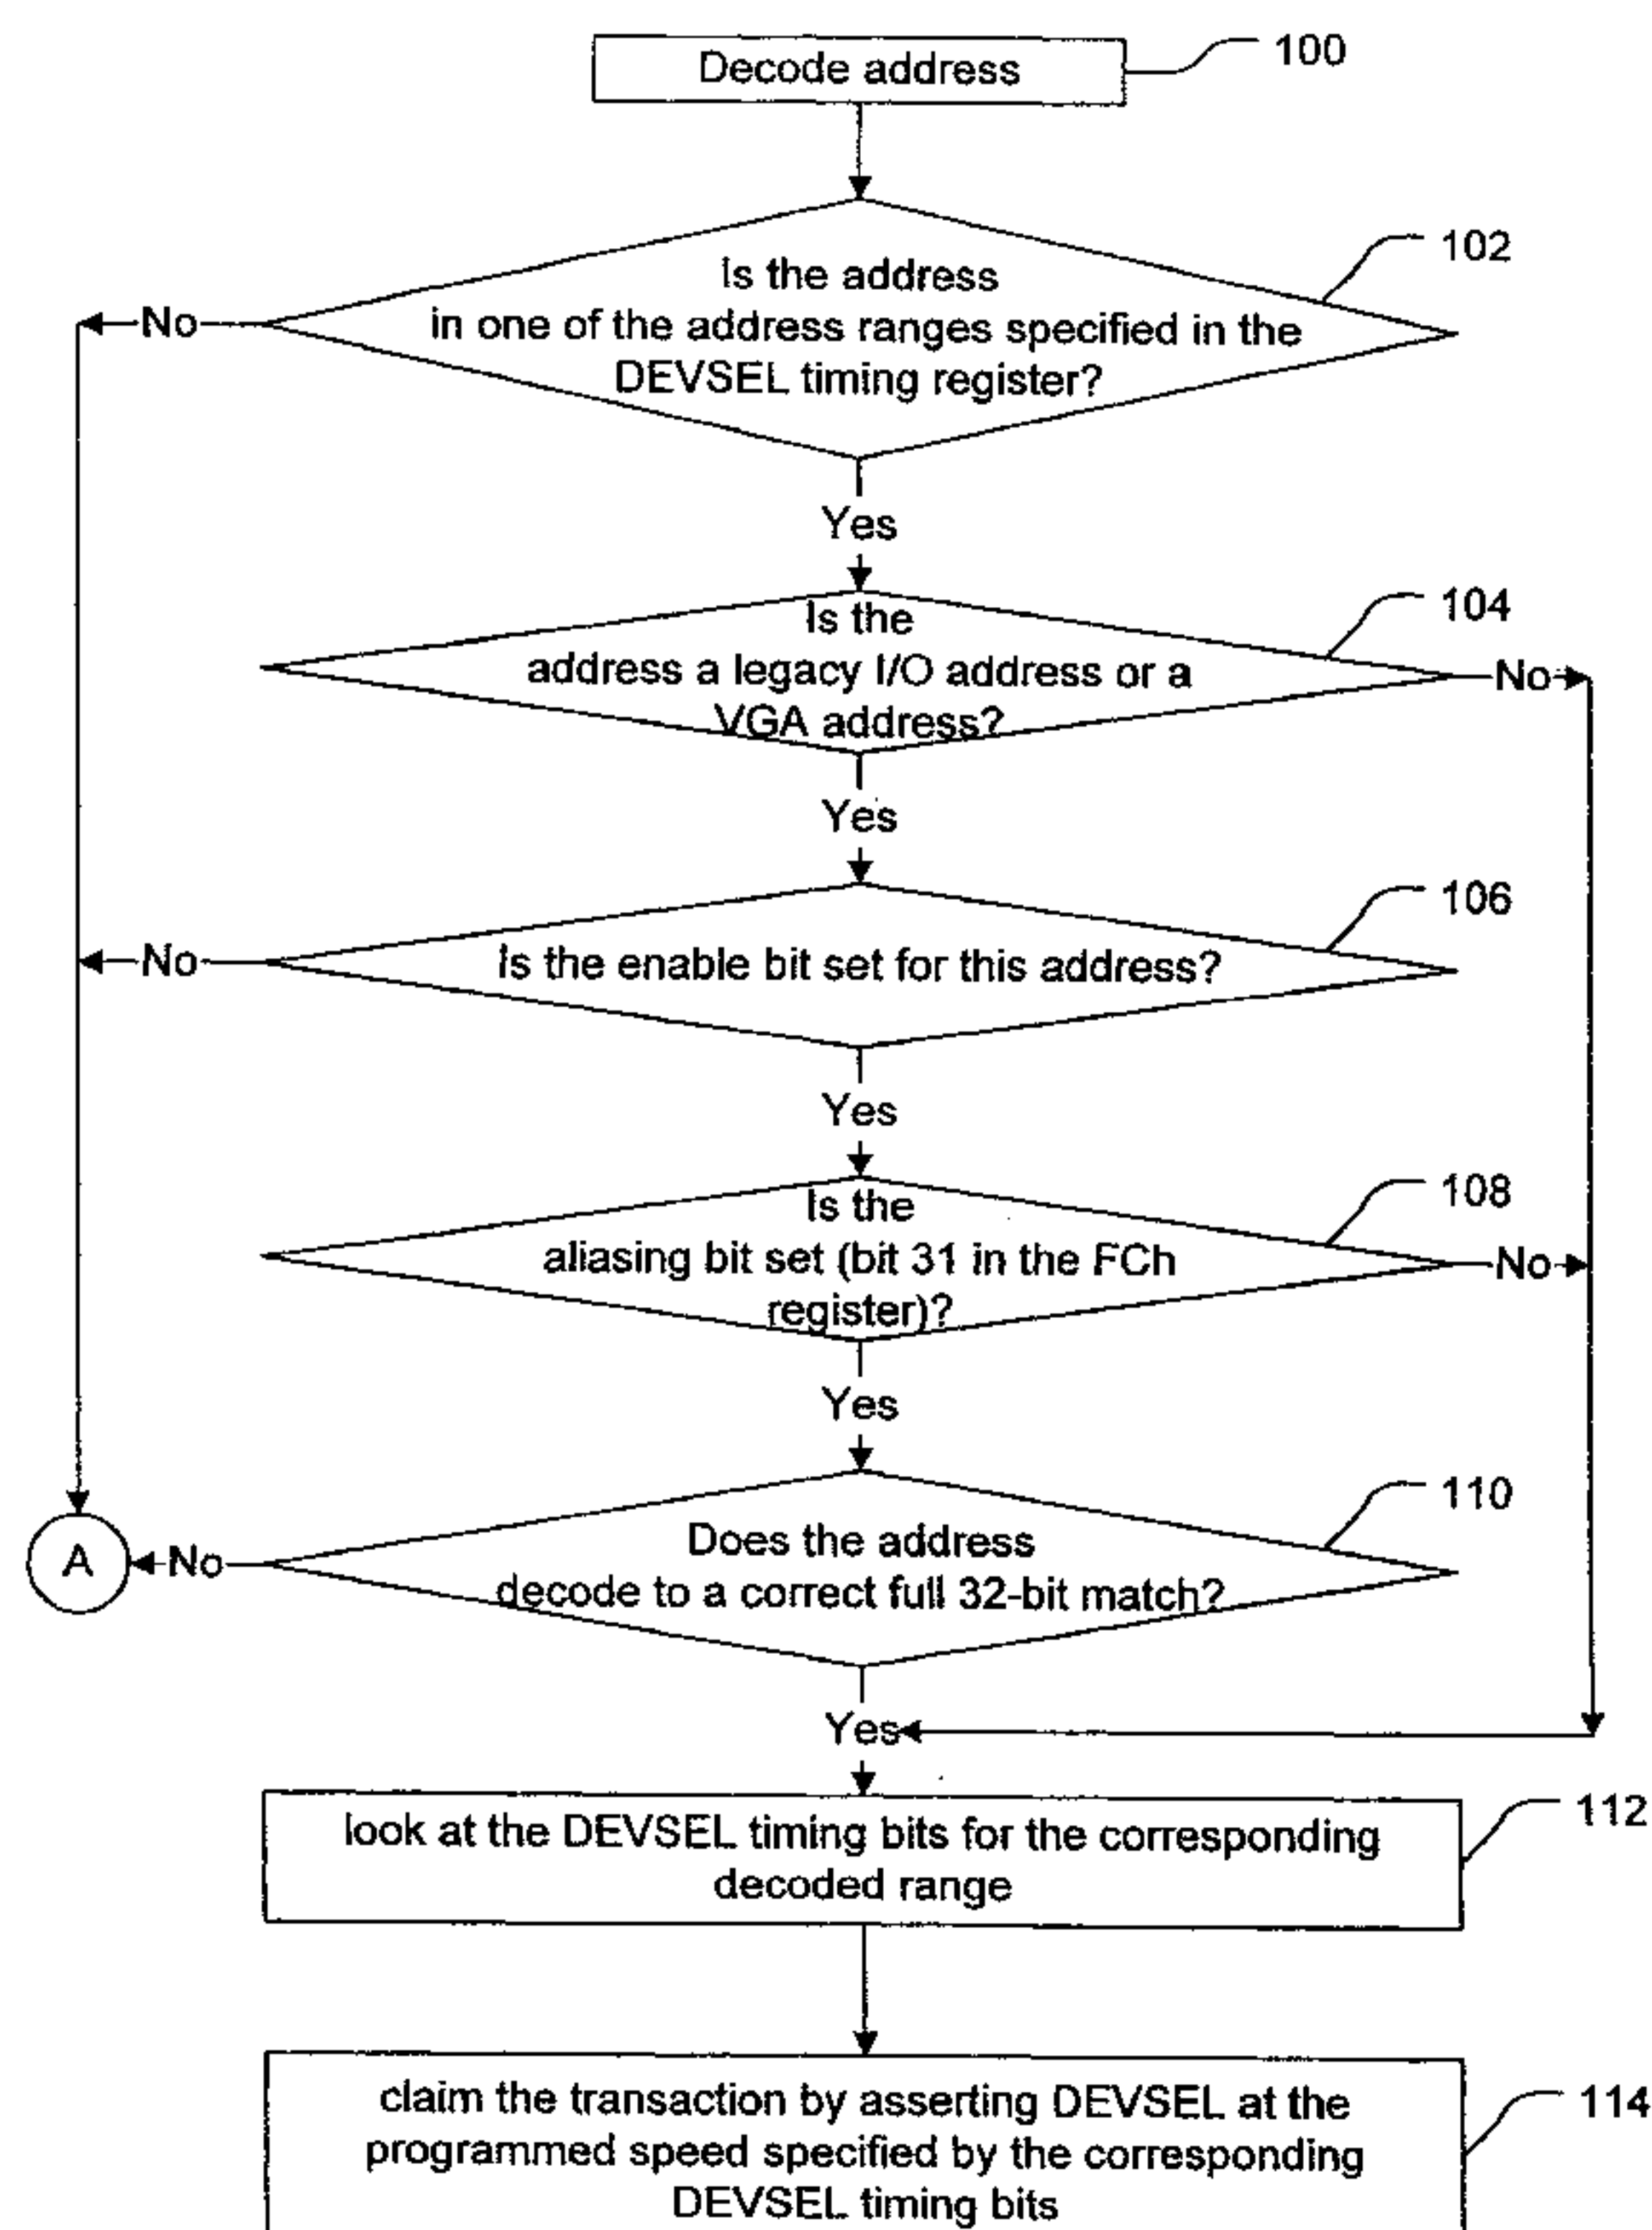 Decode address
100
102
Is the address
in one of the address ranges specified in the
DEVSEL timing register?
No
Yes
104
Is the
address a legacy I/O address or a
VGA address?
No
Yes
106
Is the enable bit set for this address?
No
Yes
108
Is the
aliasing bit set (bit 31 in the FCh
register)?
No
Yes
110
Does the address
decode to a correct full 32-bit match?
A
No
Yes
112
look at the DEVSEL timing bits for the corresponding
decoded range
114
claim the transaction by asserting DEVSEL at the
programmed speed specified by the corresponding
DEVSEL timing bits